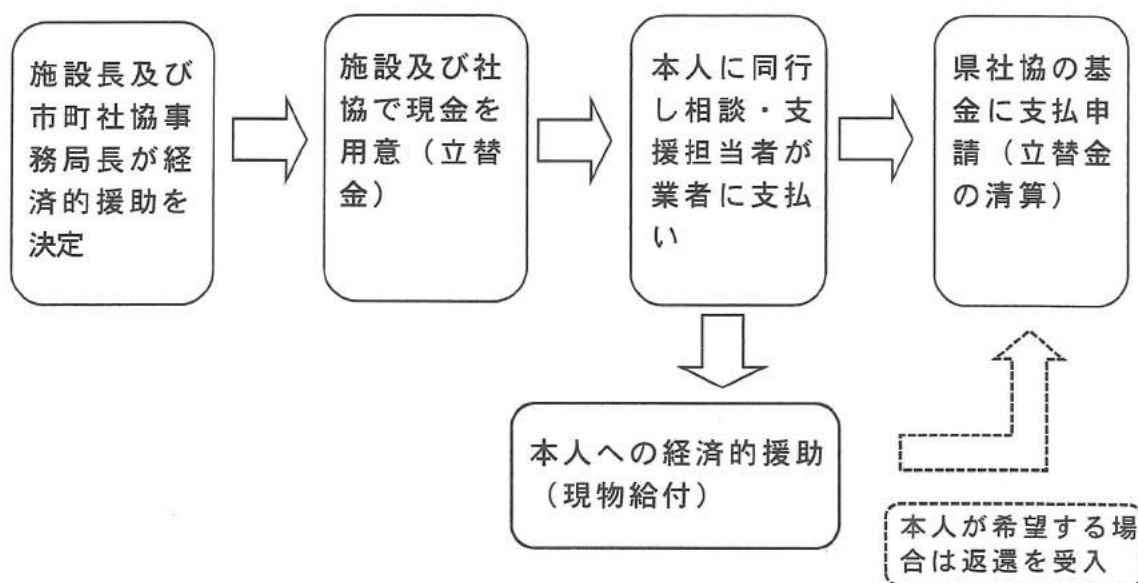 施設長及び
市町社協事
務局長が経
済的援助を
決定
施設及び社
協で現金を
用意（立替
金）
本人に同行
し相談・支
援担当者が
業者に支払
い
県社協の基
金に支払申
請（立替金
の清算）
本人への経済的援助
（現物給付）
本人が希望する場
合は返還を受入